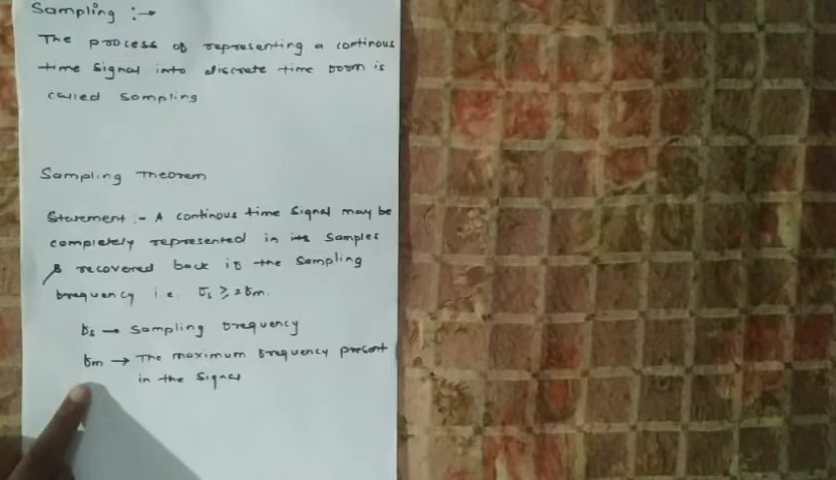 Sampling :→
The process of representing a continous
time signal into discrete time form is
called sampling
Sampling Theorem
Statement :- A continous time signal may be
completely represented in its samples
& recovered back if the sampling
frequency i.e. fs ≥ 2fm.
fs → Sampling frequency
fm → The maximum frequency present
in the signal